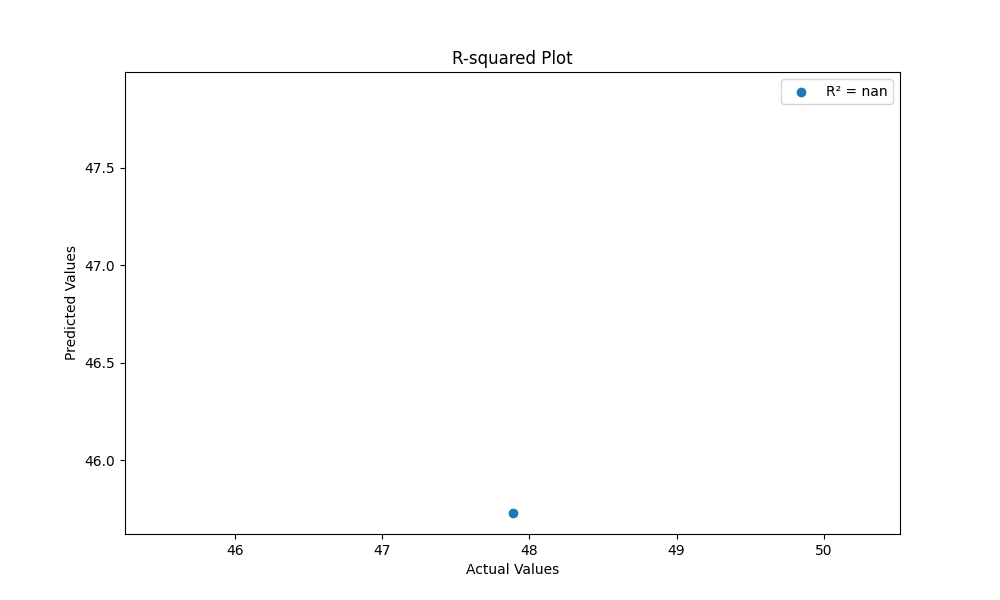 R-squared Plot
R² = nan
47.5
47.0
46.5
46.0
Predicted Values
46 47 48 49 50
Actual Values